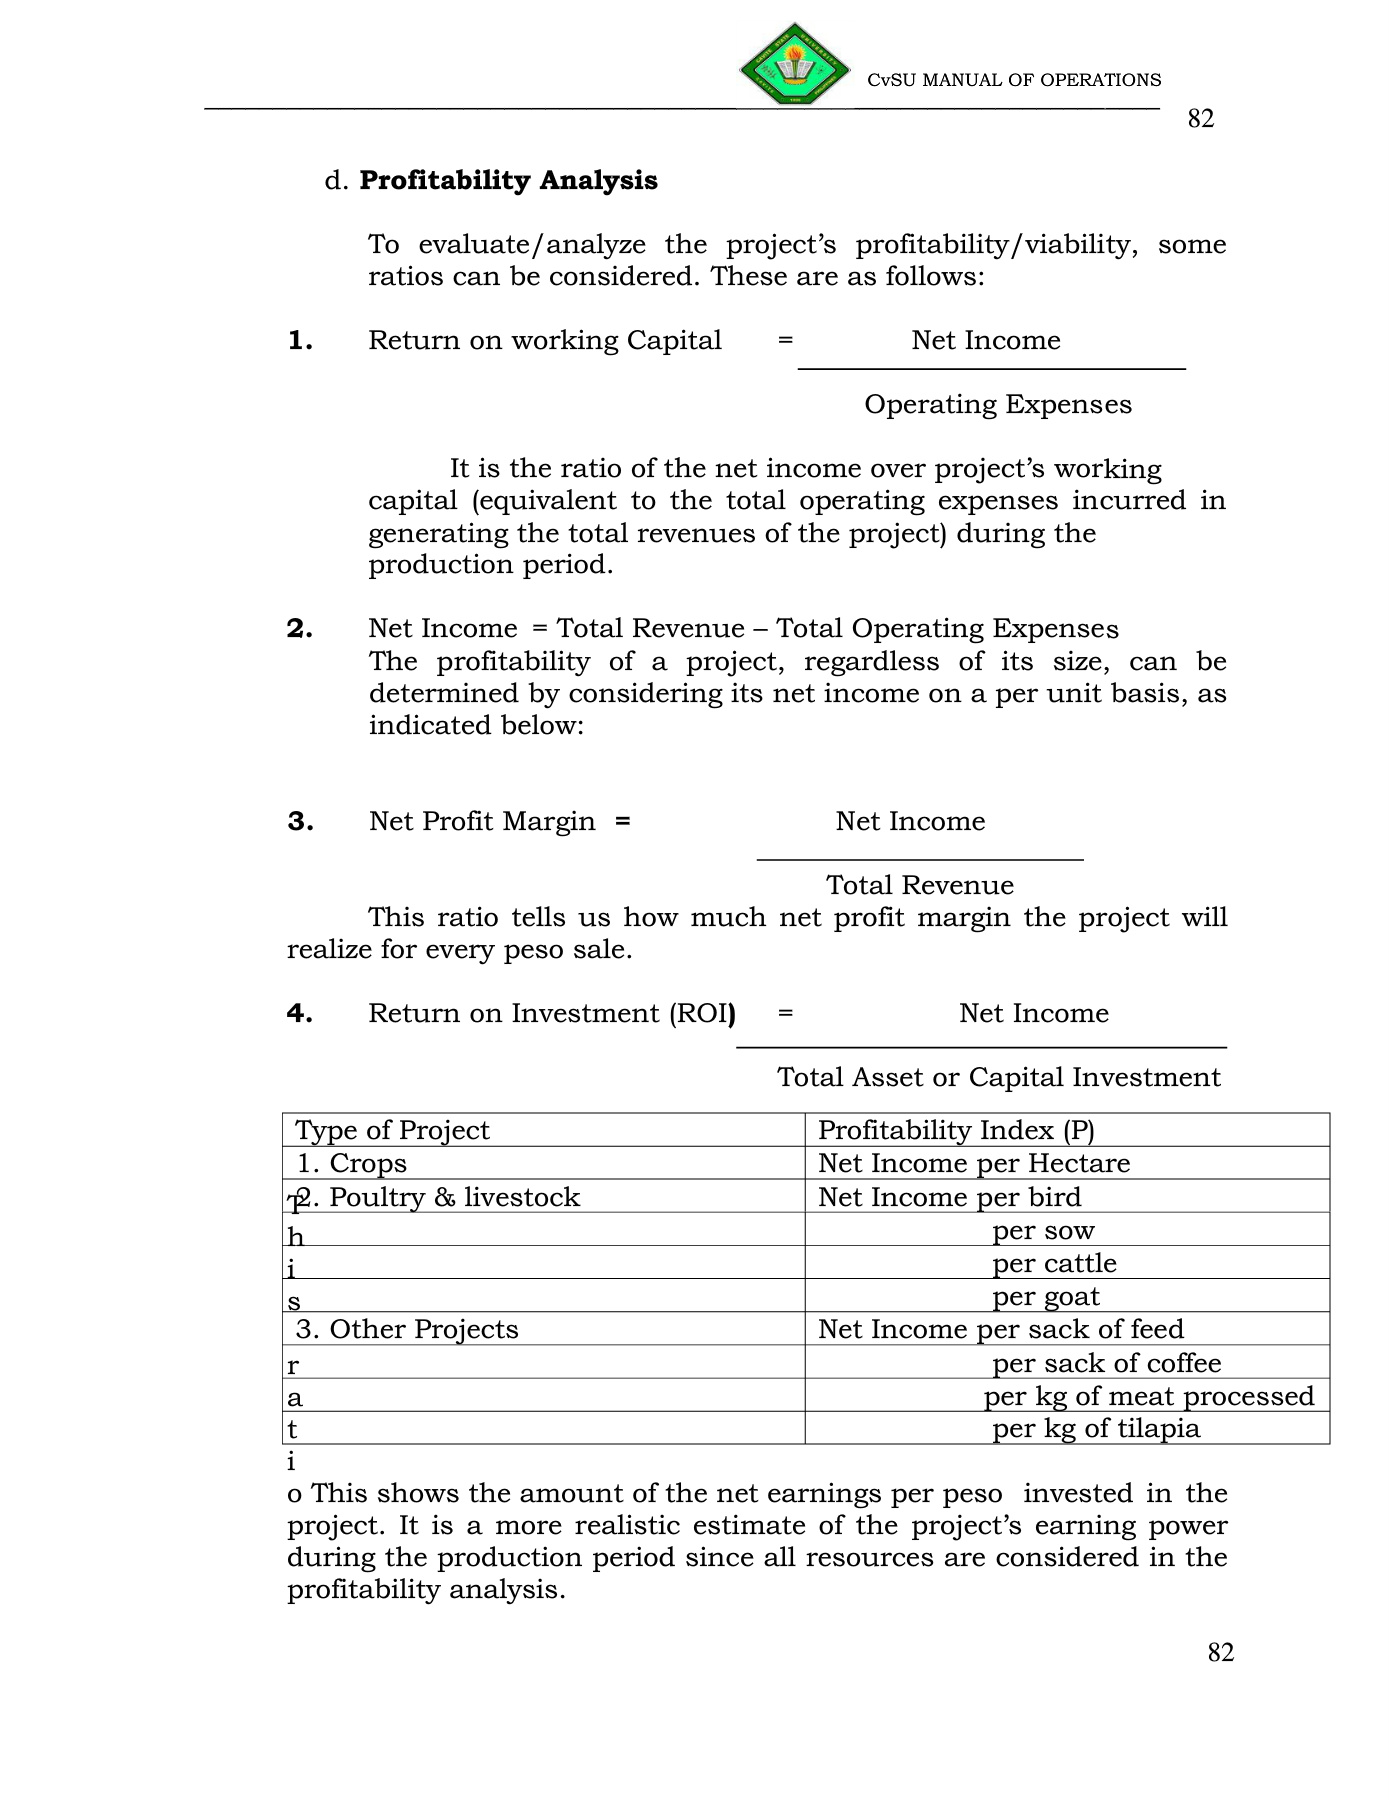 CvSU MANUAL OF OPERATIONS
82
d. Profitability Analysis
To evaluate/analyze the project’s profitability/viability, some
ratios can be considered. These are as follows:
1. Return on working Capital = Net Income
Operating Expenses
It is the ratio of the net income over project’s working
capital (equivalent to the total operating expenses incurred in
generating the total revenues of the project) during the
production period.
2. Net Income = Total Revenue – Total Operating Expenses
The profitability of a project, regardless of its size, can be
determined by considering its net income on a per unit basis, as
indicated below:
3. Net Profit Margin = Net Income
Total Revenue
This ratio tells us how much net profit margin the project will
realize for every peso sale.
4. Return on Investment (ROI) = Net Income
Total Asset or Capital Investment
Type of Project Profitability Index (P)
1. Crops Net Income per Hectare
T 2. Poultry & livestock Net Income per bird
h per sow
i per cattle
s per goat
3. Other Projects Net Income per sack of feed
r per sack of coffee
a per kg of meat processed
t per kg of tilapia
i
o This shows the amount of the net earnings per peso invested in the
project. It is a more realistic estimate of the project’s earning power
during the production period since all resources are considered in the
profitability analysis.
82